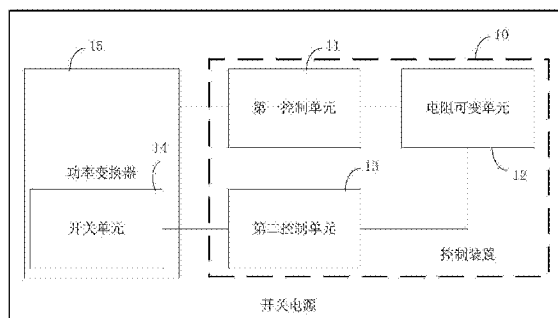 15
11
10
第一控制单元
电阻可变单元
功率变换器
14
13
12
开关单元
第二控制单元
控制装置
开关电源